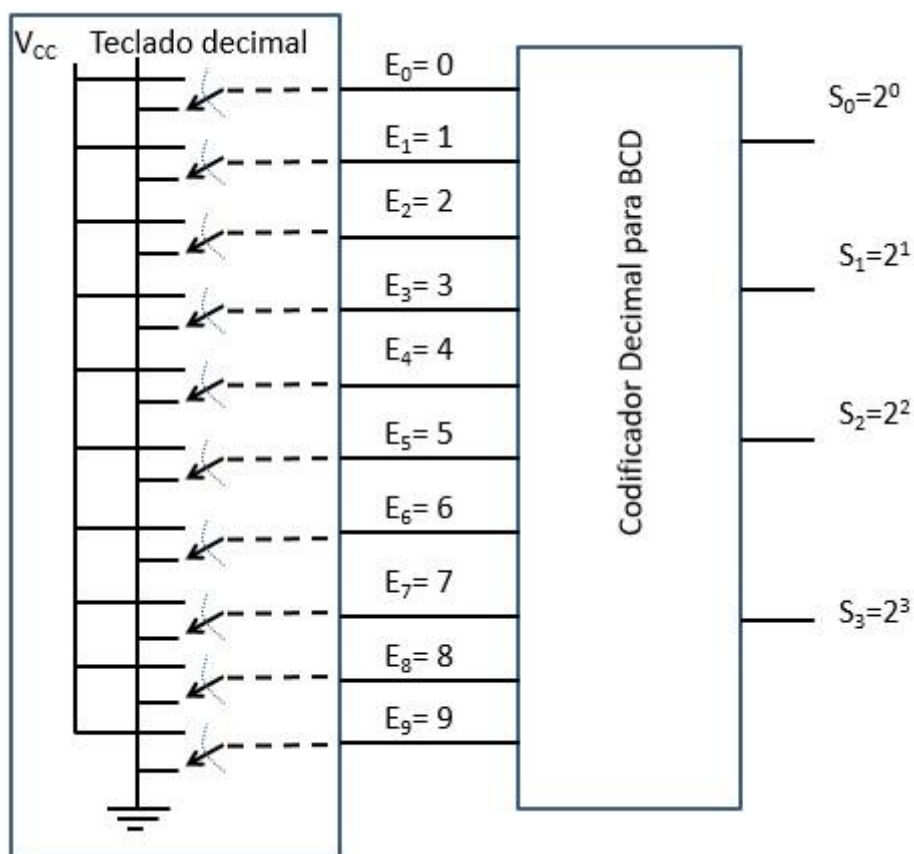 V_CC Teclado decimal
E₀= 0
E₁= 1
E₂= 2
E₃= 3
E₄= 4
E₅= 5
E₆= 6
E₇= 7
E₈= 8
E₉= 9
Codificador Decimal para BCD
S₀=2⁰
S₁=2¹
S₂=2²
S₃=2³